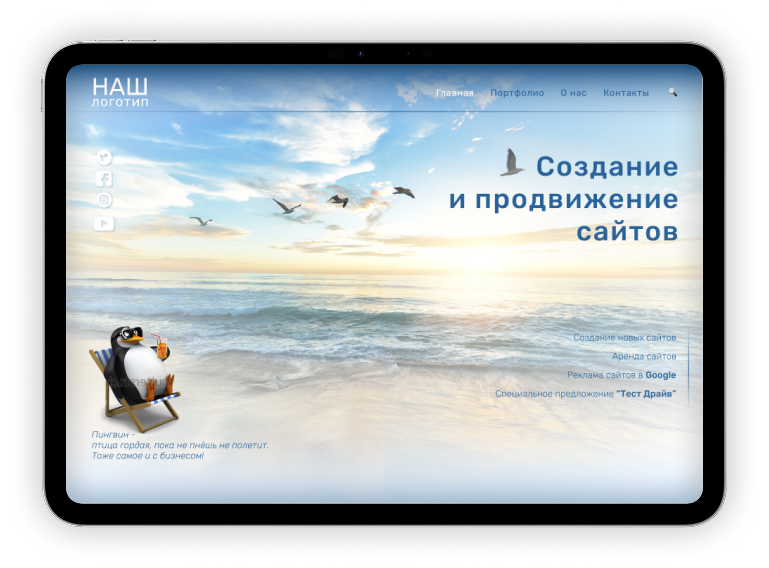 НАШ
ЛОГОТИП
Главная Портфолио О нас Контакты
Создание
и продвижение
сайтов
Создание новых сайтов
Аренда сайтов
Реклама сайтов в Google
Специальное предложение "Тест Драйв"
Пингвин -
птица гордая, пока не пнёшь не полетит.
Тоже самое и с бизнесом!